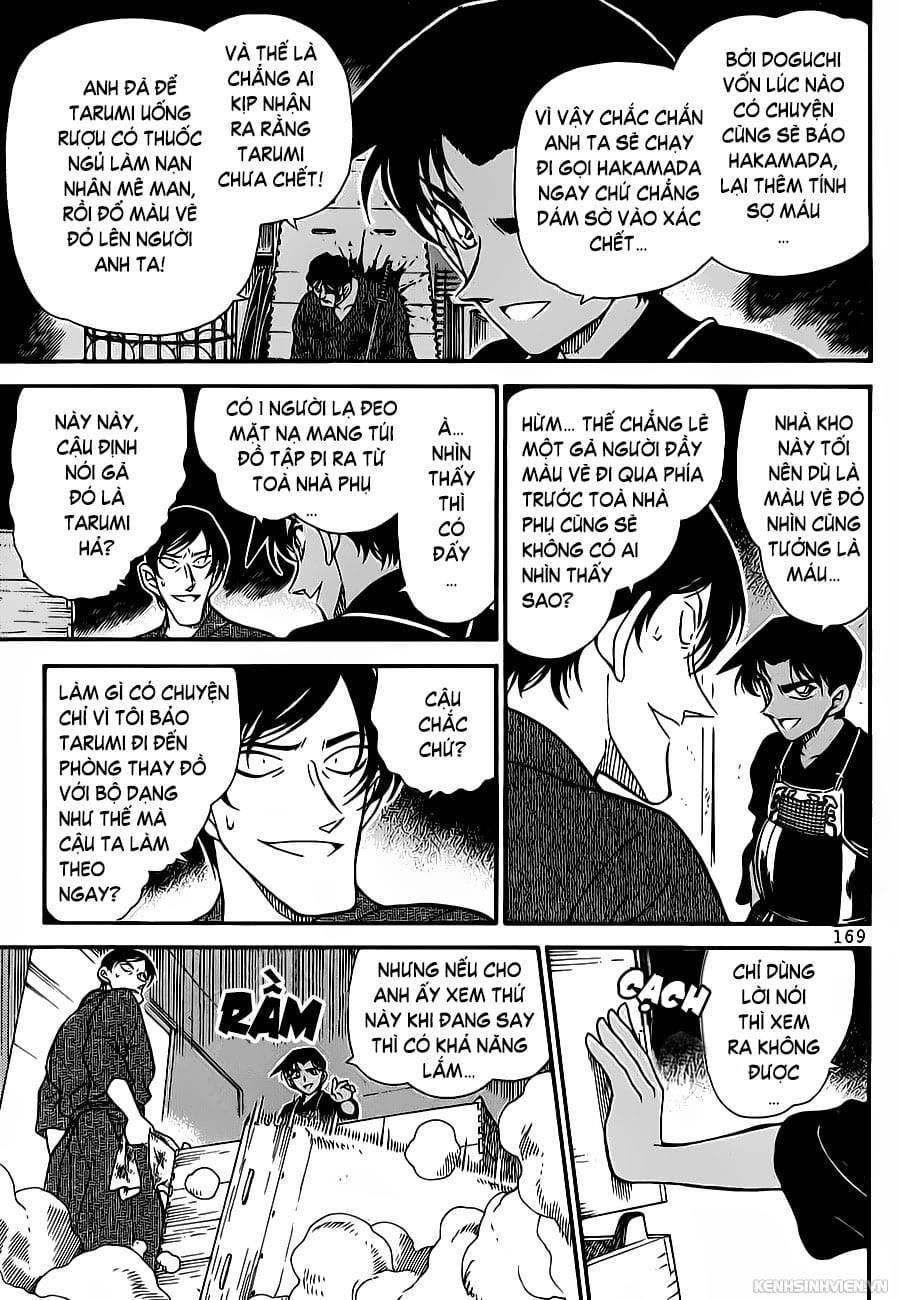 BỞI DOGUCHI
VỐN LÚC NÀO
CÓ CHUYỆN
CŨNG SẼ BÁO
HAKAMADA,
LẠI THÊM TÍNH
SỢ MÁU
...
VÌ VẬY CHẮC CHẮN
ANH TA SẼ CHẠY
ĐI GỌI HAKAMADA
NGAY CHỨ CHẲNG
DÁM SỜ VÀO XÁC
CHẾT...
VÀ THẾ LÀ
CHẲNG AI
KỊP NHẬN
RA RẰNG
TARUMI
CHƯA CHẾT!
ANH ĐÃ ĐỂ
TARUMI UỐNG
RƯỢU CÓ THUỐC
NGỦ LÀM NẠN
NHÂN MÊ MAN,
RỒI ĐỔ MÀU VẼ
ĐỎ LÊN NGƯỜI
ANH TA!
NHÀ KHO
NÀY TỐI
NÊN DÙ LÀ
MÀU VẼ ĐỎ
NHÌN CŨNG
TƯỞNG LÀ
MÁU...
HỪM... THẾ CHẲNG LẼ
MỘT GÃ NGƯỜI ĐẦY
MÀU VẼ ĐI QUA PHÍA
TRƯỚC TOÀ NHÀ
PHỤ CŨNG SẼ
KHÔNG CÓ AI
NHÌN THẤY
SAO?
À...
NHÌN
THẤY
THÌ
CÓ
ĐẤY
...
CÓ 1 NGƯỜI LẠ ĐEO
MẶT NẠ MANG TÚI
ĐỒ TẬP ĐI RA TỪ
TOÀ NHÀ PHỤ
...
NÀY NÀY,
CẬU ĐỊNH
NÓI GÃ
ĐÓ LÀ
TARUMI
HẢ?
CẬU
CHẮC
CHỨ?
LÀM GÌ CÓ CHUYỆN
CHỈ VÌ TÔI BẢO
TARUMI ĐI ĐẾN
PHÒNG THAY ĐỒ
VỚI BỘ DẠNG
NHƯ THẾ MÀ
CẬU TA LÀM
THEO
NGAY?
169
CHỈ DÙNG
LỜI NÓI
THÌ XEM
RA KHÔNG
ĐƯỢC
...
CẠCH
NHƯNG NẾU CHO
ANH ẤY XEM THỨ
NÀY KHI ĐANG SAY
THÌ CÓ KHẢ NĂNG
LẮM...
RẦM
KENHSINHVIEN.VN